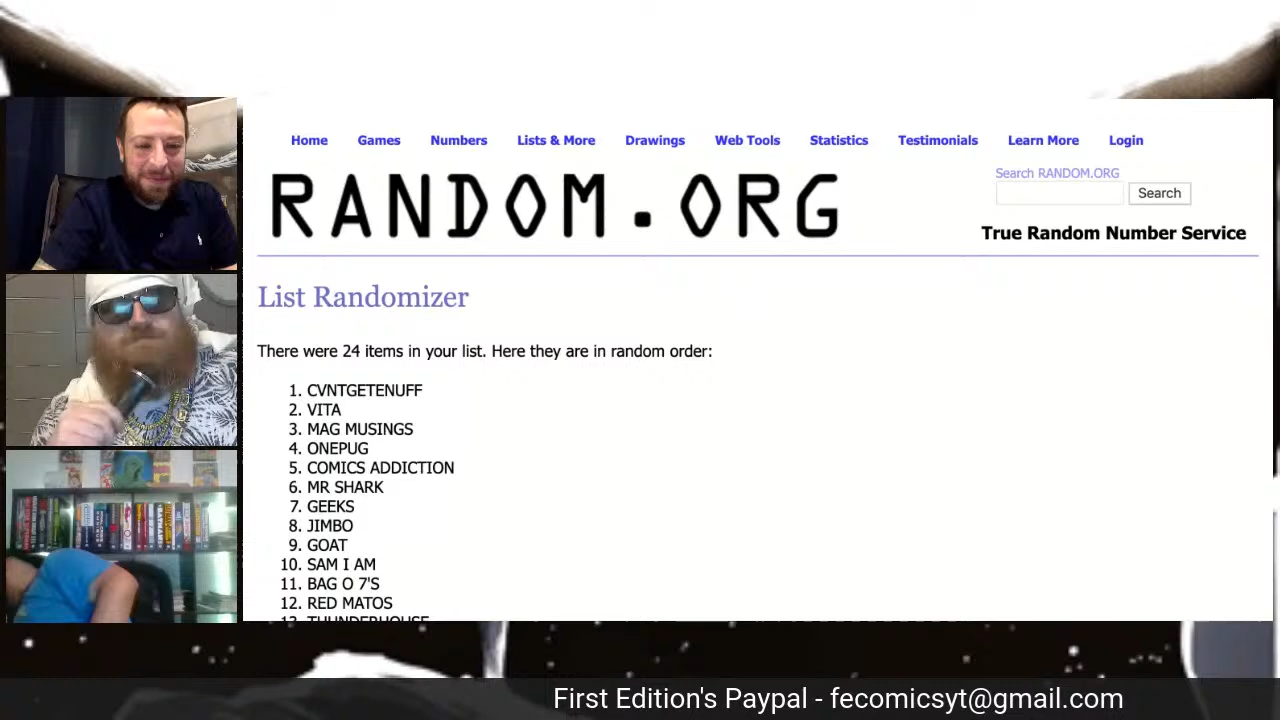 Home Games Numbers Lists & More Drawings Web Tools Statistics Testimonials Learn More Login
Search RANDOM.ORG
Search
RANDOM.ORG
True Random Number Service
List Randomizer
There were 24 items in your list. Here they are in random order:
1. CVNTGETENUFF
2. VITA
3. MAG MUSINGS
4. ONEPUG
5. COMICS ADDICTION
6. MR SHARK
7. GEEKS
8. JIMBO
9. GOAT
10. SAM I AM
11. BAG O 7'S
12. RED MATOS
13. THUNDERHOUSE
First Edition's Paypal - fecomicsyt@gmail.com